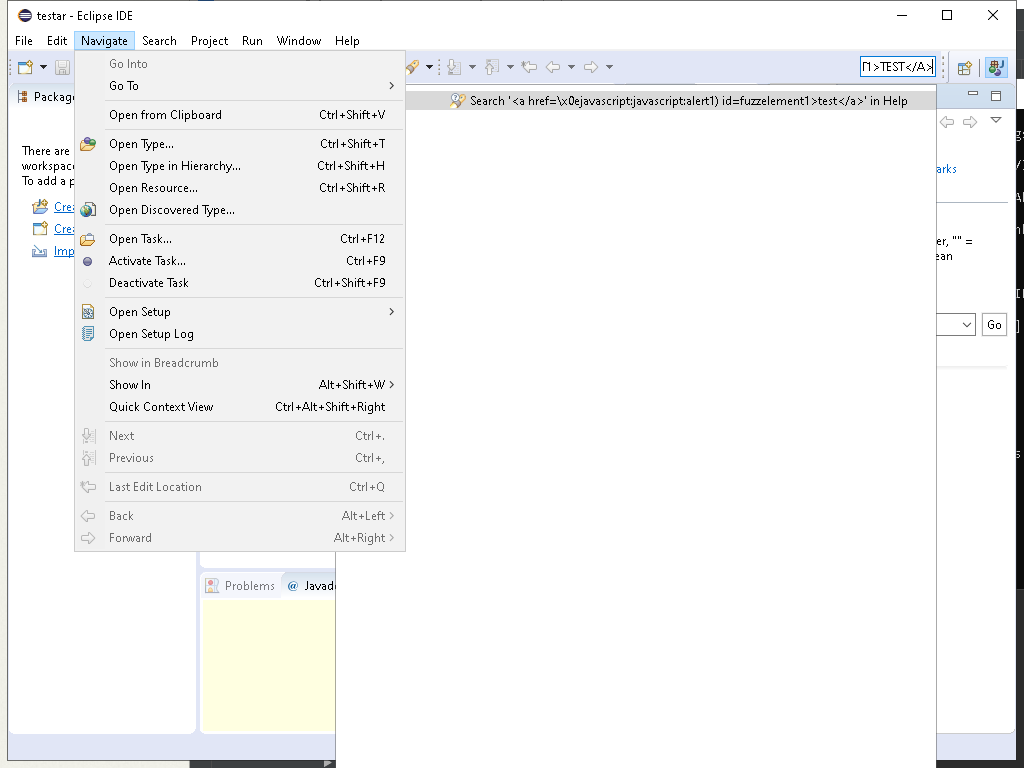 testar - Eclipse IDE
File Edit Navigate Search Project Run Window Help
TEST</A>
Go Into
Go To
Open from Clipboard Ctrl+Shift+V
Open Type... Ctrl+Shift+T
Open Type in Hierarchy... Ctrl+Shift+H
Open Resource... Ctrl+Shift+R
Open Discovered Type...
Open Task... Ctrl+F12
Activate Task... Ctrl+F9
Deactivate Task Ctrl+Shift+F9
Open Setup
Open Setup Log
Show in Breadcrumb
Show In Alt+Shift+W
Quick Context View Ctrl+Alt+Shift+Right
Next Ctrl+.
Previous Ctrl+,
Last Edit Location Ctrl+Q
Back Alt+Left
Forward Alt+Right
Search '<a href=\x0ejavascript:javascript:alert1) id=fuzzelement1>test</a>' in Help
Packag
There are
workspac
To add a p
Crea
Crea
Imp
arks
er, "" =
ean
Go
Problems
@ Javad